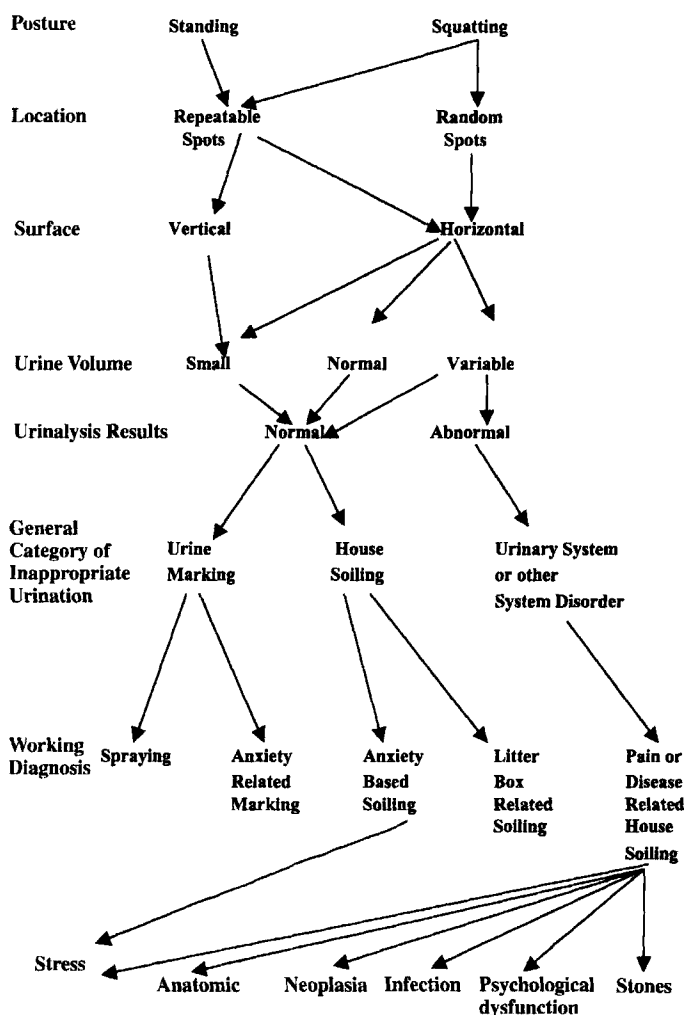 Posture Standing Squatting
Location Repeatable Random
Spots Spots
Surface Vertical Horizontal
Urine Volume Small Normal Variable
Urinalysis Results Normal Abnormal
General
Category of Urine House Urinary System
Inappropriate Marking Soiling or other
Urination System Disorder
Working Spraying Anxiety Anxiety Litter Pain or
Diagnosis Related Based Box Disease
Marking Soiling Related Related
Soiling House
Soiling
Stress
Anatomic Neoplasia Infection Psychological Stones
dysfunction